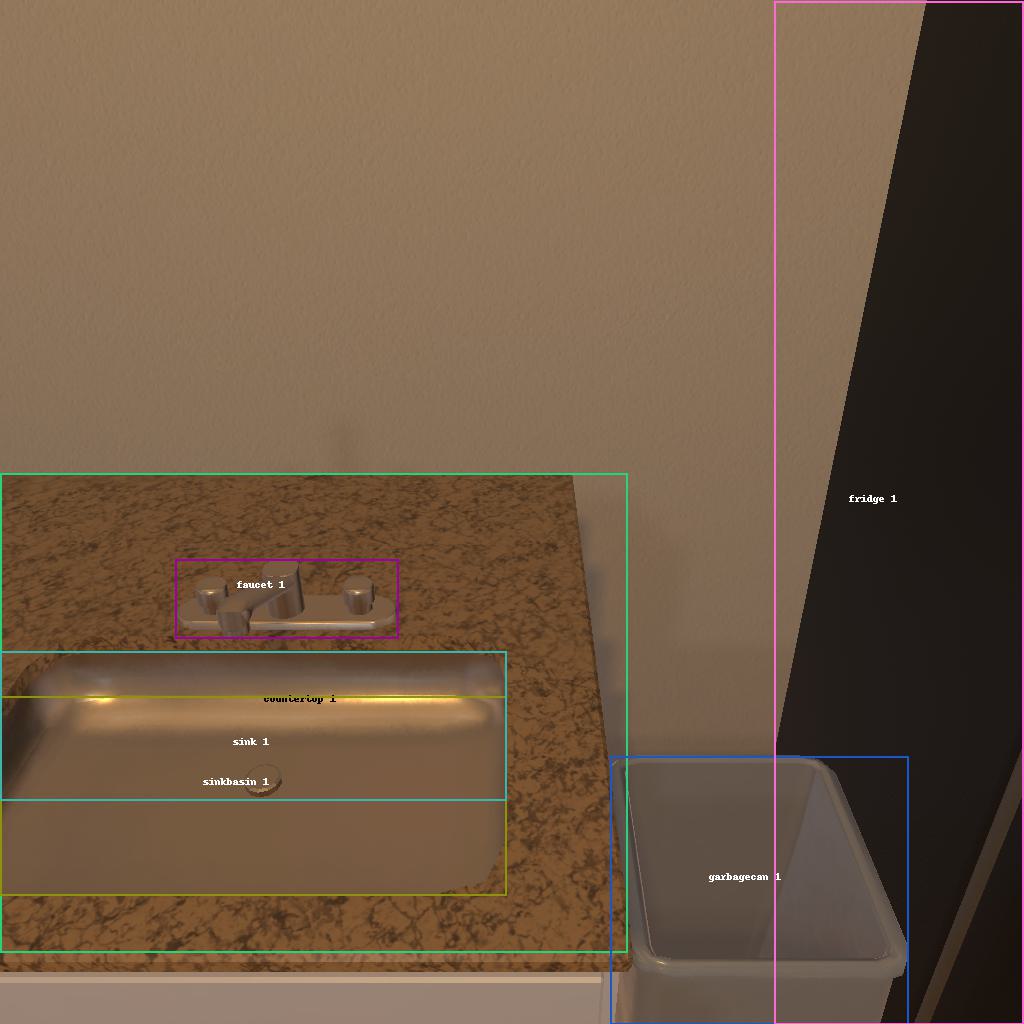 fridge 1
faucet 1
countertop 1
sink 1
sinkbasin 1
garbagecan 1